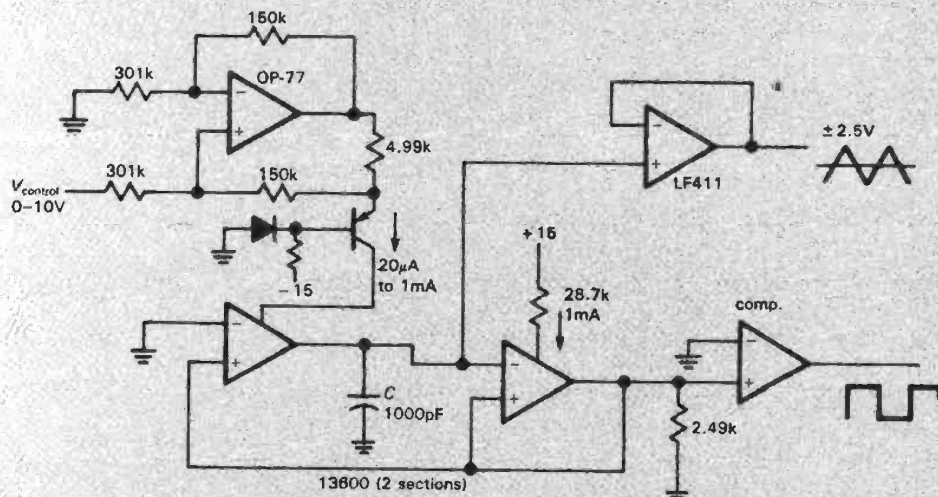 150k
301k
OP-77
−
+
4.99k
Vcontrol
0-10V
301k
150k
20μA
to 1mA
−15
−
+
C
1000pF
13600 (2 sections)
−
+
LF411
±2.5V
+15
28.7k
1mA
−
+
comp.
−
+
2.49k